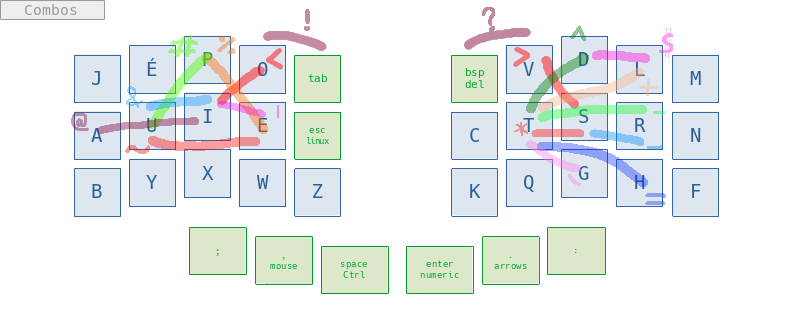 Combos
! ?
# % < > ^ $
J É P O tab bsp del V D L M
& | * + -
@ A U I E esc linux C T S R N
~ \ _
B Y X W Z K Q G H F
=
; , mouse space Ctrl enter numeric . arrows :